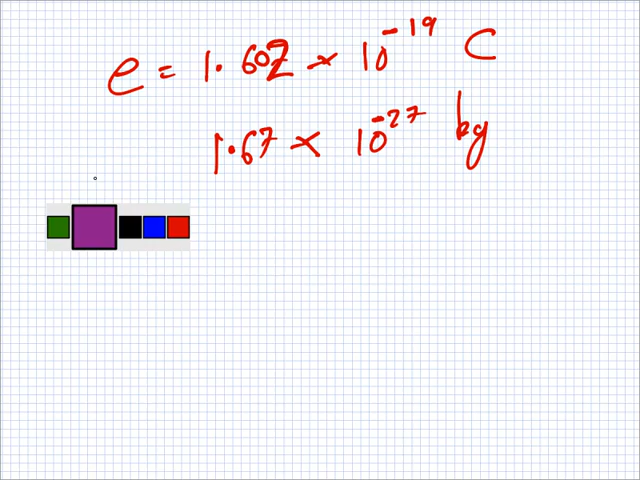 e = 1.602 × 10⁻¹⁹ C
1.67 × 10⁻²⁷ kg